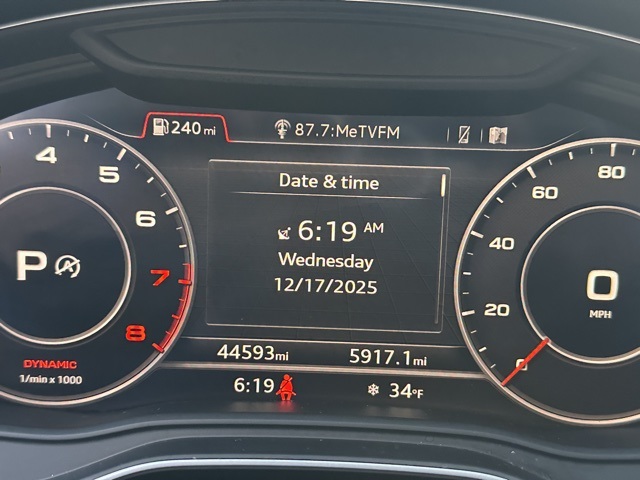 240 mi
87.7:MeTVFM
Date & time
6:19 AM
Wednesday
12/17/2025
4
5
6
7
8
P
A
DYNAMIC
1/min x 1000
80
60
40
20
0
0
MPH
44593mi
5917.1mi
6:19
34°F